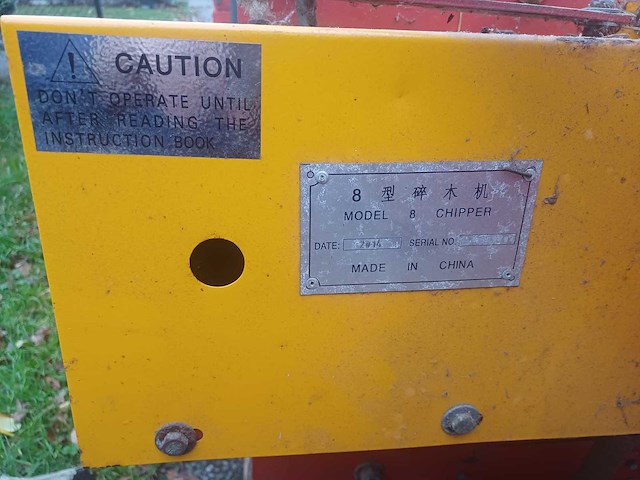 CAUTION
DON'T OPERATE UNTIL
AFTER READING THE
INSTRUCTION BOOK
8 型碎木机
MODEL 8 CHIPPER
DATE: 2014 SERIAL NO:
MADE IN CHINA